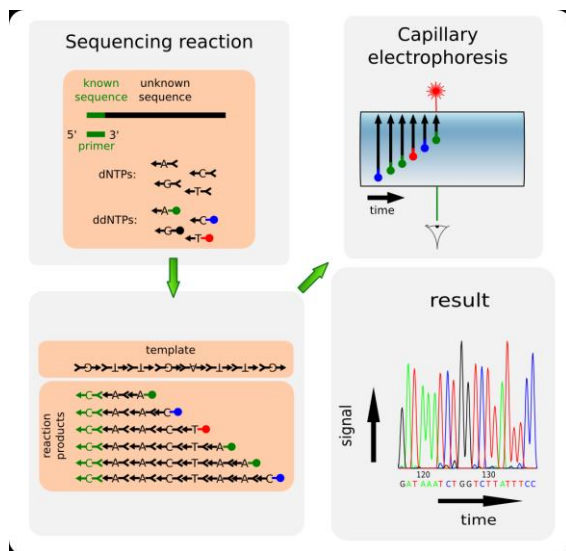 Sequencing reaction
known
sequence
unknown
sequence
5'
3'
primer
dNTPs:
A
C
G
T
ddNTPs:
A
C
G
T
Capillary
electrophoresis
time
template
G T T G A T T G
reaction
products
C A A
C A A C
C A A C T
C A A C T A
C A A C T A A
C A A C T A A C
result
signal
120
130
GATAAATCTGGTCTTATTTCC
time